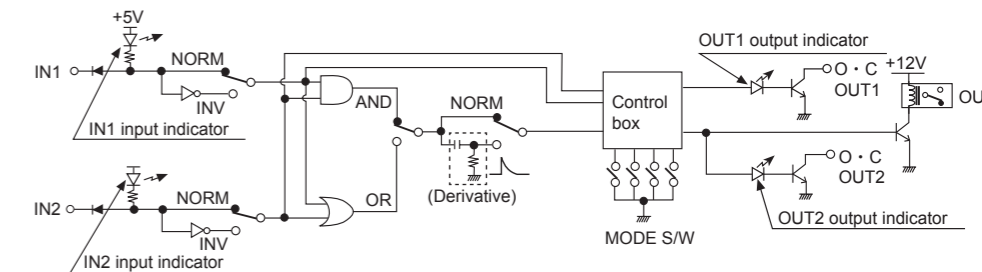 +5V
IN1
NORM
INV
IN1 input indicator
IN2
NORM
INV
IN2 input indicator
AND
OR
NORM
(Derivative)
Control
box
MODE S/W
OUT1 output indicator
O・C
OUT1
+12V
OU
O・C
OUT2
OUT2 output indicator